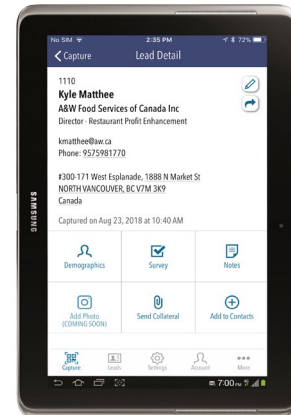 No SIM 2:35 PM 72%
Capture Lead Detail
1110
Kyle Matthee
A&W Food Services of Canada Inc
Director - Restaurant Profit Enhancement
kmatthee@aw.ca
Phone: 9575981770
#300-171 West Esplanade, 1888 N Market St
NORTH VANCOUVER, BC V7M 3K9
Canada
Captured on Aug 23, 2018 at 10:40 AM
Demographics Survey Notes
Add Photo Send Collateral Add to Contacts
(COMING SOON)
Capture Leads Settings Account More
7:00 PM
SAMSUNG